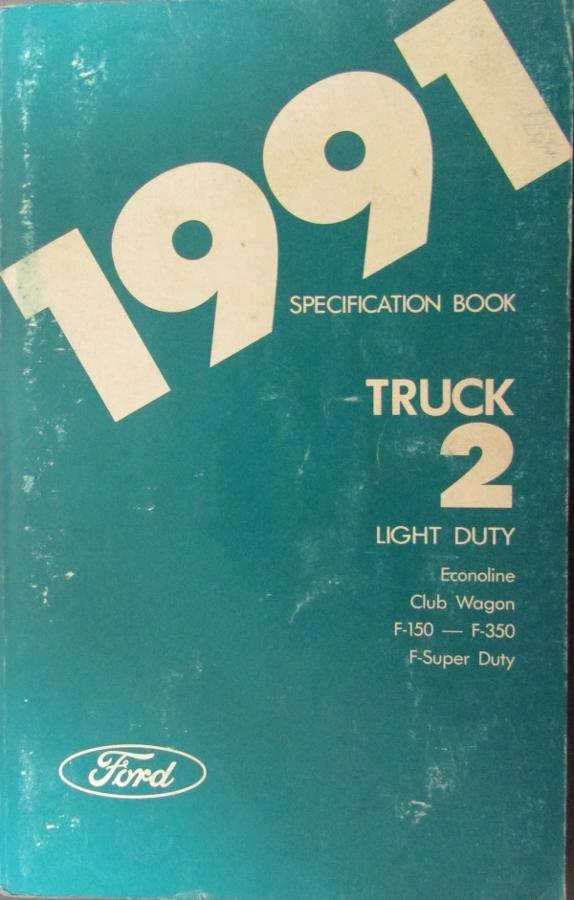 1991
SPECIFICATION BOOK
TRUCK
2
LIGHT DUTY
Econoline
Club Wagon
F-150 — F-350
F-Super Duty
Ford